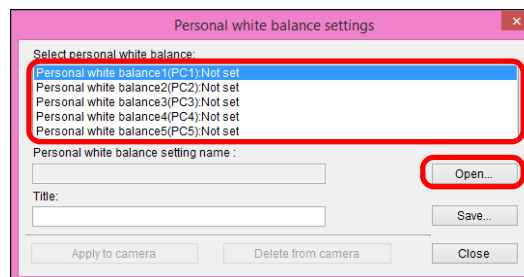 Personal white balance settings
Select personal white balance:
Personal white balance1(PC1):Not set
Personal white balance2(PC2):Not set
Personal white balance3(PC3):Not set
Personal white balance4(PC4):Not set
Personal white balance5(PC5):Not set
Personal white balance setting name :
Open...
Title:
Save...
Apply to camera Delete from camera Close